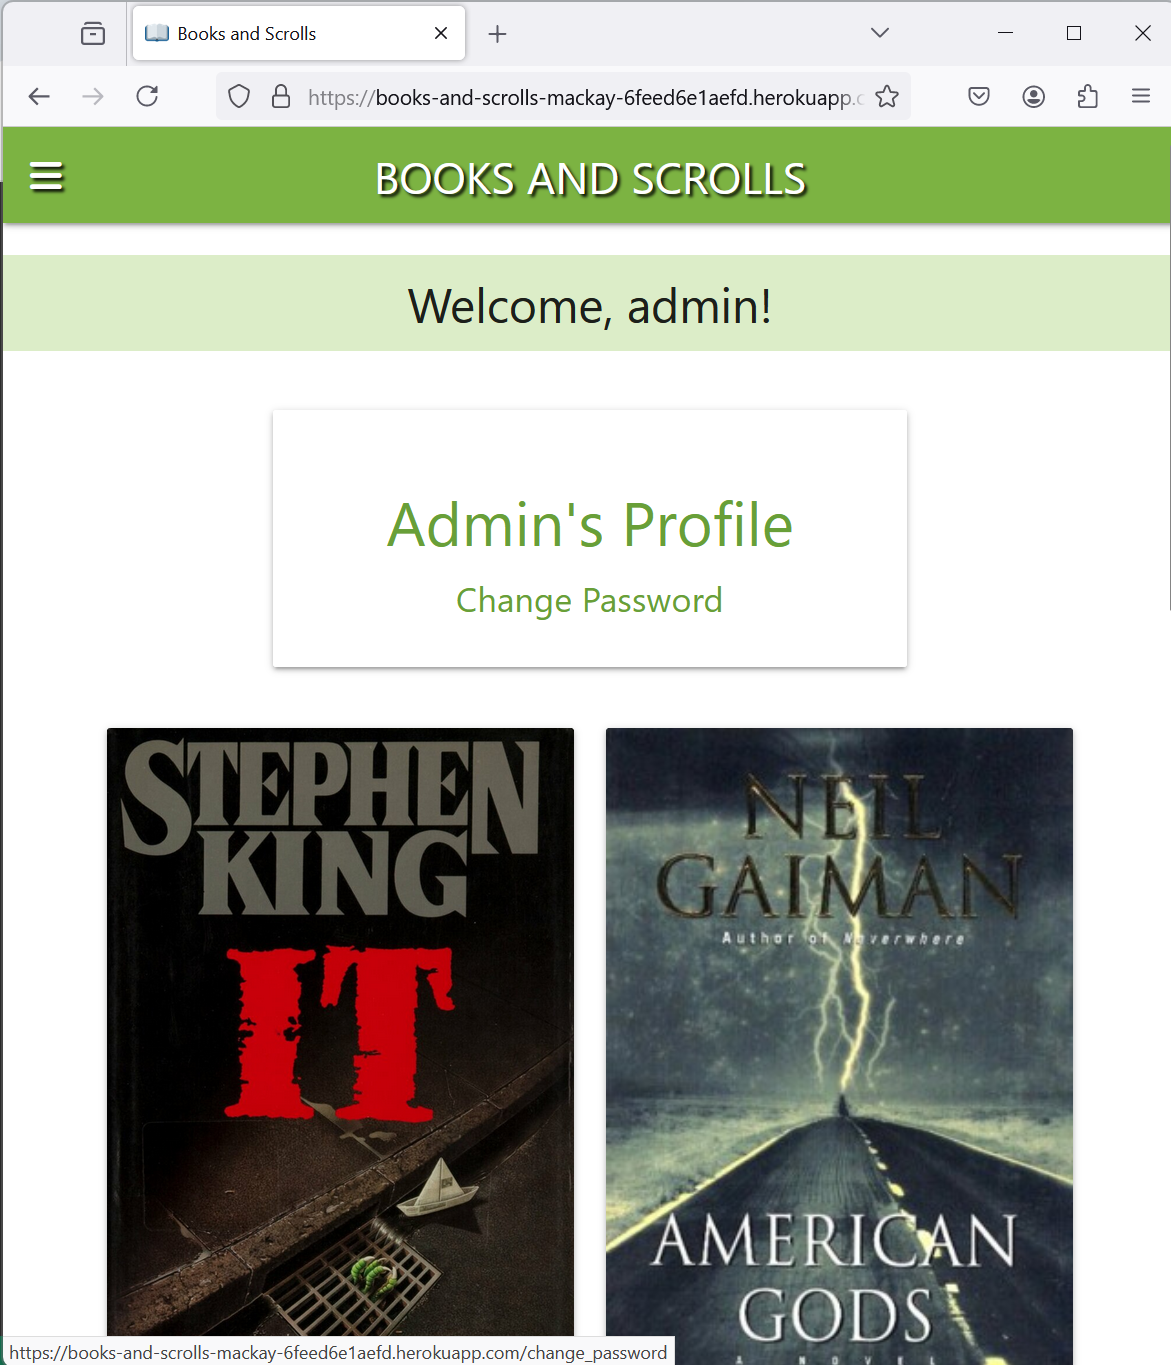 Books and Scrolls
https://books-and-scrolls-mackay-6feed6e1aefd.herokuapp.c
BOOKS AND SCROLLS
Welcome, admin!
Admin's Profile
Change Password
STEPHEN
KING
IT
NEIL
GAIMAN
Author of Neverwhere
AMERICAN
GODS
A NOVEL
https://books-and-scrolls-mackay-6feed6e1aefd.herokuapp.com/change_password